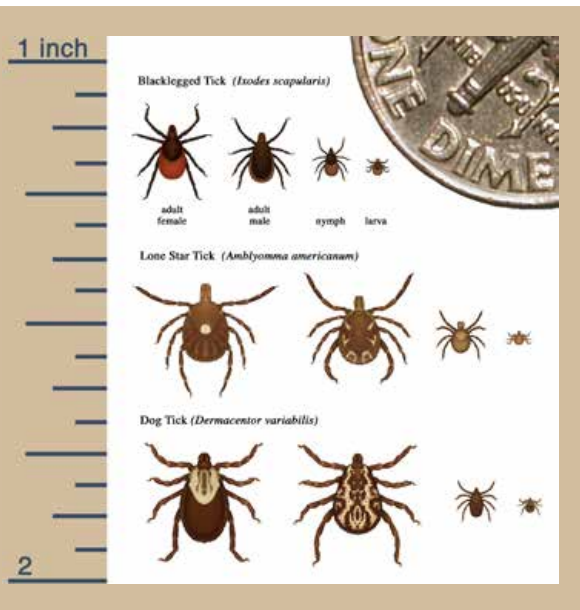 1 inch
ONE DIME
Blacklegged Tick (Ixodes scapularis)
adult
female
adult
male
nymph
larva
Lone Star Tick (Amblyomma americanum)
Dog Tick (Dermacentor variabilis)
2